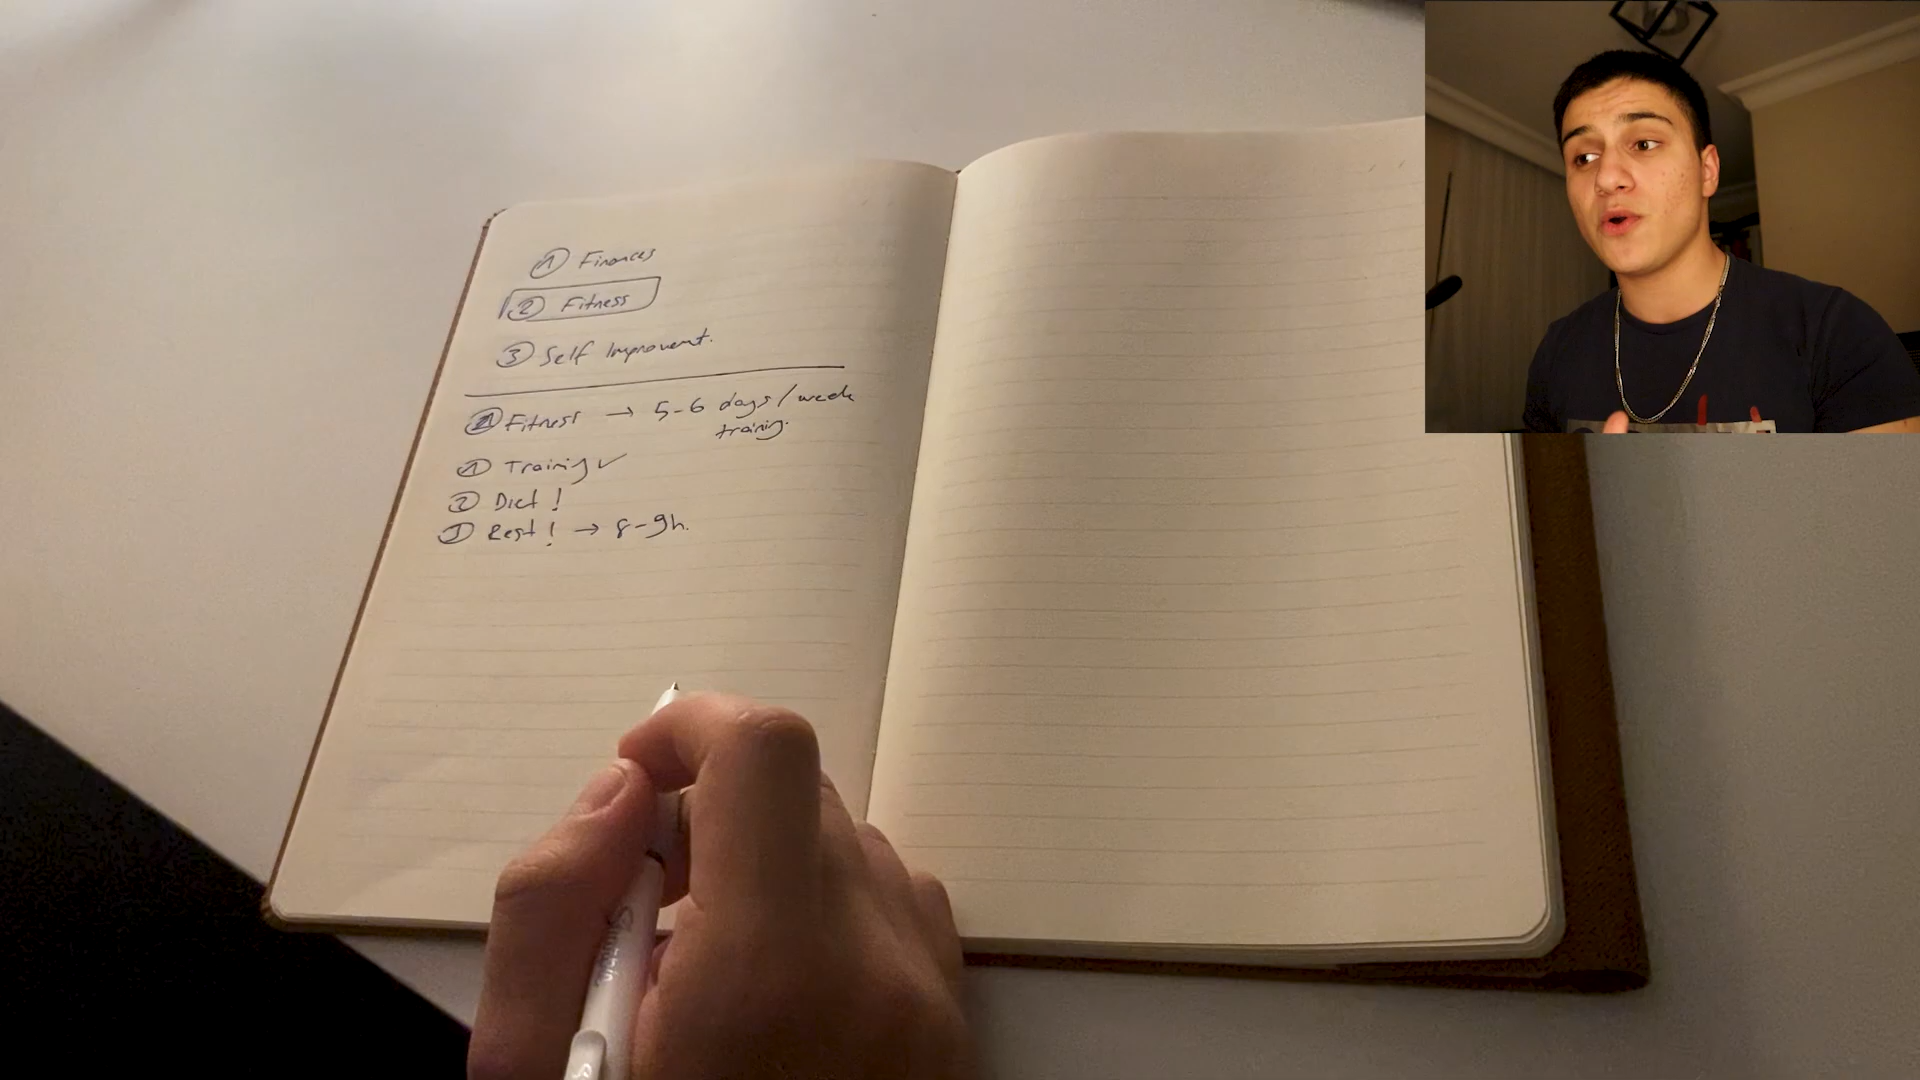 1 Finances
2 Fitness
3 Self Improvement.
2 Fitness → 5-6 days/week
training.
1 Training ✓
2 Diet !
3 Rest ! → 8-9h.